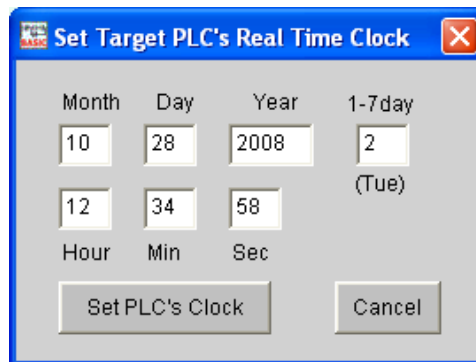 Set Target PLC's Real Time Clock
Month Day Year 1-7day
10 28 2008 2
(Tue)
12 34 58
Hour Min Sec
Set PLC's Clock Cancel